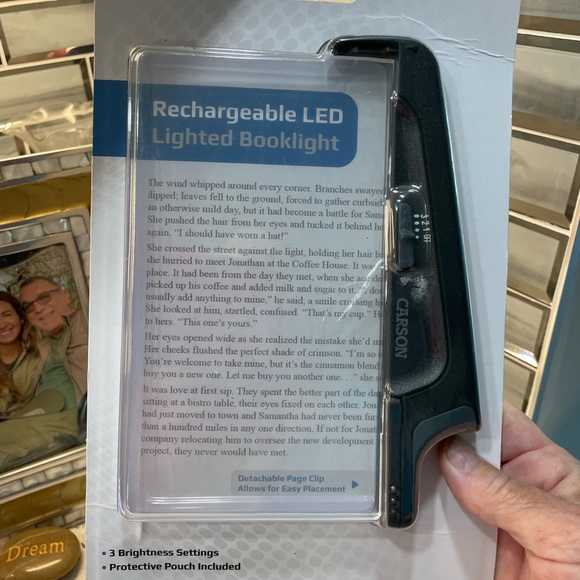 Rechargeable LED
Lighted Booklight
3 2 1 OFF
CARSON
The wind whipped around every corner. Branches swayed
dipped; leaves fell to the ground, forced to gather curbside
an otherwise mild day, but it had become a battle for Sam
She pushed the hair from her eyes and tucked it behind he
again. "I should have worn a hat!"
She crossed the street against the light, holding her hair b
she hurried to meet Jonathan at the Coffee House. It wa
place. It had been from the day they met, when she
picked up his coffee and added milk and sugar to it.
usually add anything to mine," he said, a smile crossing h
She looked at him, startled, confused. "That's my cup." H
to hers. "This one's yours."
Her eyes opened wide as she realized the mistake she'd m
Her cheeks flushed the perfect shade of crimson. "I'm so
You're welcome to take mine, but it's the cinnamon blend
buy you a new one. Let me buy you another one. . ." she s
It was love at first sip. They spent the better part of the da
sitting at a bistro table, their eyes fixed on each other. Jon
had just moved to town and Samantha had never been fur
than a hundred miles in any one direction. If not for Jonat
company relocating him to oversee the new development
project, they never would have met.
Detachable Page Clip
Allows for Easy Placement
• 3 Brightness Settings
• Protective Pouch Included
Dream